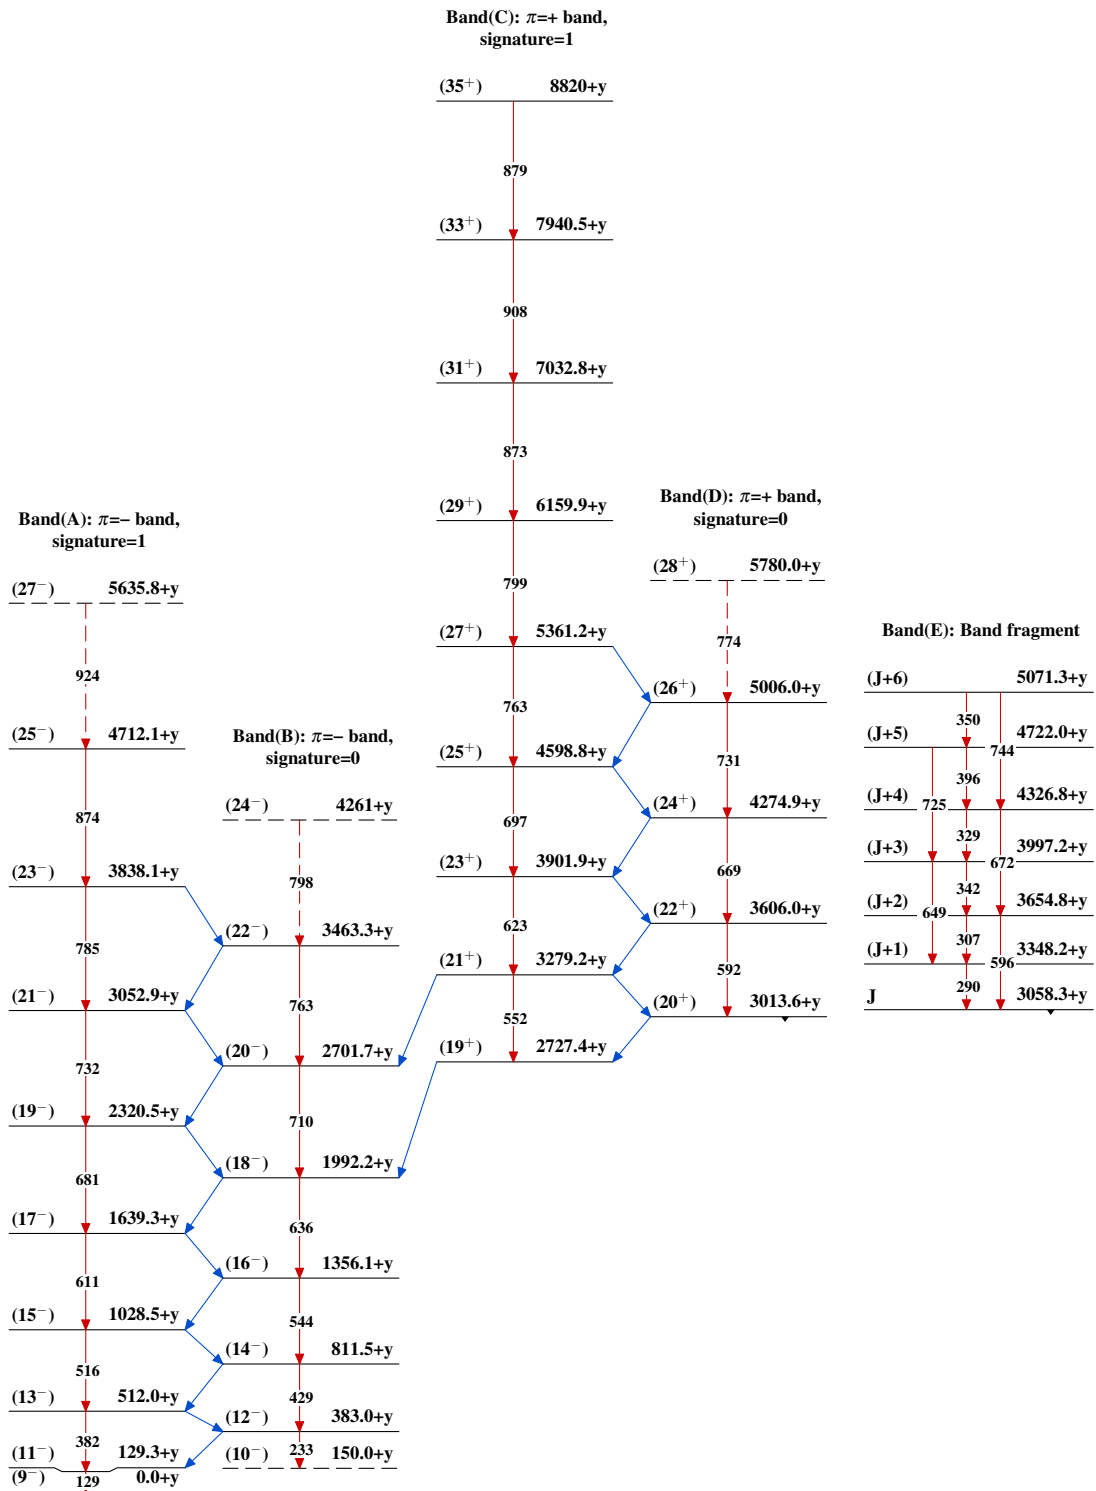 Band(C): π=+ band,
signature=1
(35⁺) 8820+y
879
(33⁺) 7940.5+y
908
(31⁺) 7032.8+y
873
(29⁺) 6159.9+y
799
(27⁺) 5361.2+y
763
(25⁺) 4598.8+y
697
(23⁺) 3901.9+y
623
(21⁺) 3279.2+y
552
(19⁺) 2727.4+y
Band(A): π=− band,
signature=1
(27⁻) 5635.8+y
924
(25⁻) 4712.1+y
874
(23⁻) 3838.1+y
785
(21⁻) 3052.9+y
732
(19⁻) 2320.5+y
681
(17⁻) 1639.3+y
611
(15⁻) 1028.5+y
516
(13⁻) 512.0+y
382
(11⁻) 129.3+y
(9⁻) 129 0.0+y
Band(B): π=− band,
signature=0
(24⁻) 4261+y
798
(22⁻) 3463.3+y
763
(20⁻) 2701.7+y
710
(18⁻) 1992.2+y
636
(16⁻) 1356.1+y
544
(14⁻) 811.5+y
429
(12⁻) 383.0+y
233
(10⁻) 150.0+y
Band(D): π=+ band,
signature=0
(28⁺) 5780.0+y
774
(26⁺) 5006.0+y
731
(24⁺) 4274.9+y
669
(22⁺) 3606.0+y
592
(20⁺) 3013.6+y
Band(E): Band fragment
(J+6) 5071.3+y
350
(J+5) 4722.0+y
744
396
(J+4) 4326.8+y
725
329
(J+3) 3997.2+y
672
342
(J+2) 3654.8+y
649
307
(J+1) 3348.2+y
596
290
J 3058.3+y